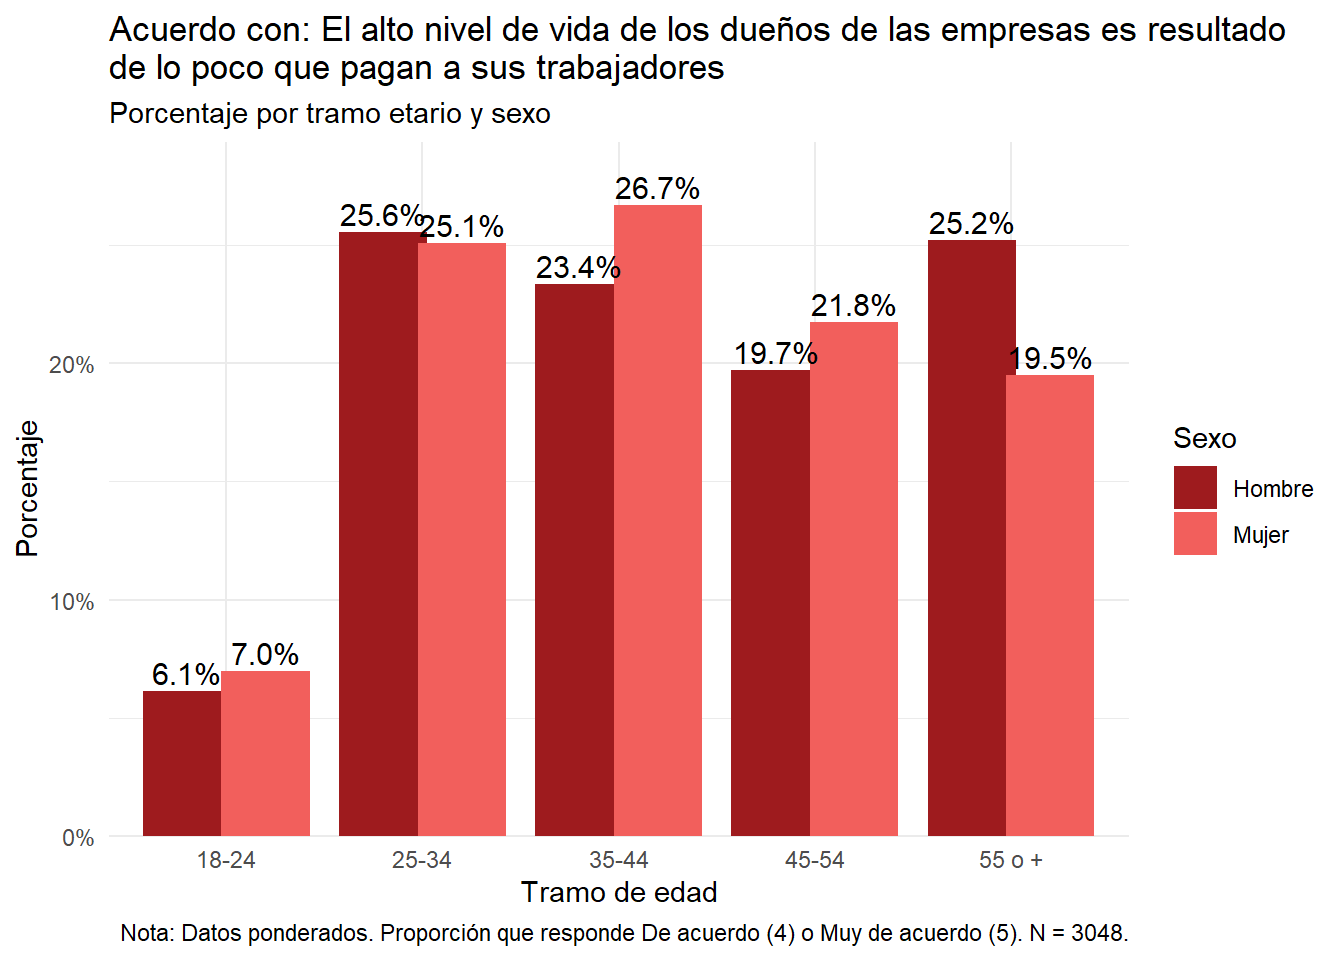 Acuerdo con: El alto nivel de vida de los dueños de las empresas es resultado
de lo poco que pagan a sus trabajadores
Porcentaje por tramo etario y sexo
26.7%
25.6%
25.1%
25.2%
23.4%
21.8%
19.7%
19.5%
7.0%
6.1%
20%
10%
0%
Porcentaje
18-24
25-34
35-44
45-54
55 o +
Tramo de edad
Sexo
Hombre
Mujer
Nota: Datos ponderados. Proporción que responde De acuerdo (4) o Muy de acuerdo (5). N = 3048.